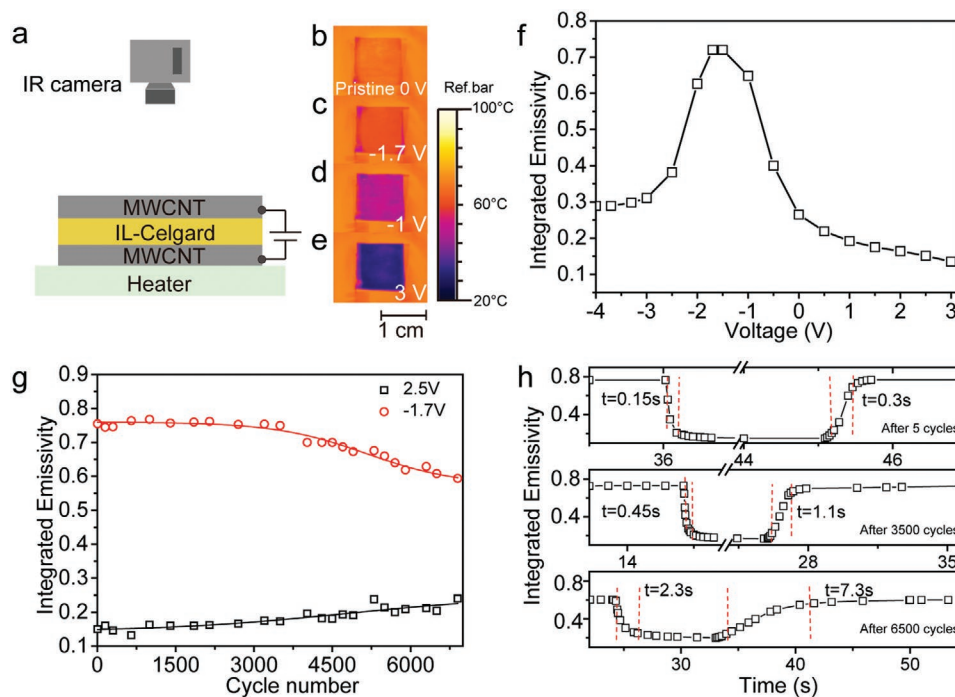 a
IR camera
MWCNT
IL-Celgard
MWCNT
Heater
b
Pristine 0 V
c
-1.7 V
d
-1 V
e
3 V
Ref.bar
100°C
60°C
20°C
1 cm
f
Integrated Emissivity
0.8
0.7
0.6
0.5
0.4
0.3
0.2
0.1
-4 -3 -2 -1 0 1 2 3
Voltage (V)
g
Integrated Emissivity
0.9
0.8
0.7
0.6
0.5
0.4
0.3
0.2
0.1
2.5V
-1.7V
0 1500 3000 4500 6000
Cycle number
h
Integrated Emissivity
0.8
0.4
t=0.15s
t=0.3s
After 5 cycles
36 44 46
0.8
0.4
t=0.45s
t=1.1s
After 3500 cycles
14 28 35
0.8
0.4
t=2.3s
t=7.3s
After 6500 cycles
30 40 50
Time (s)